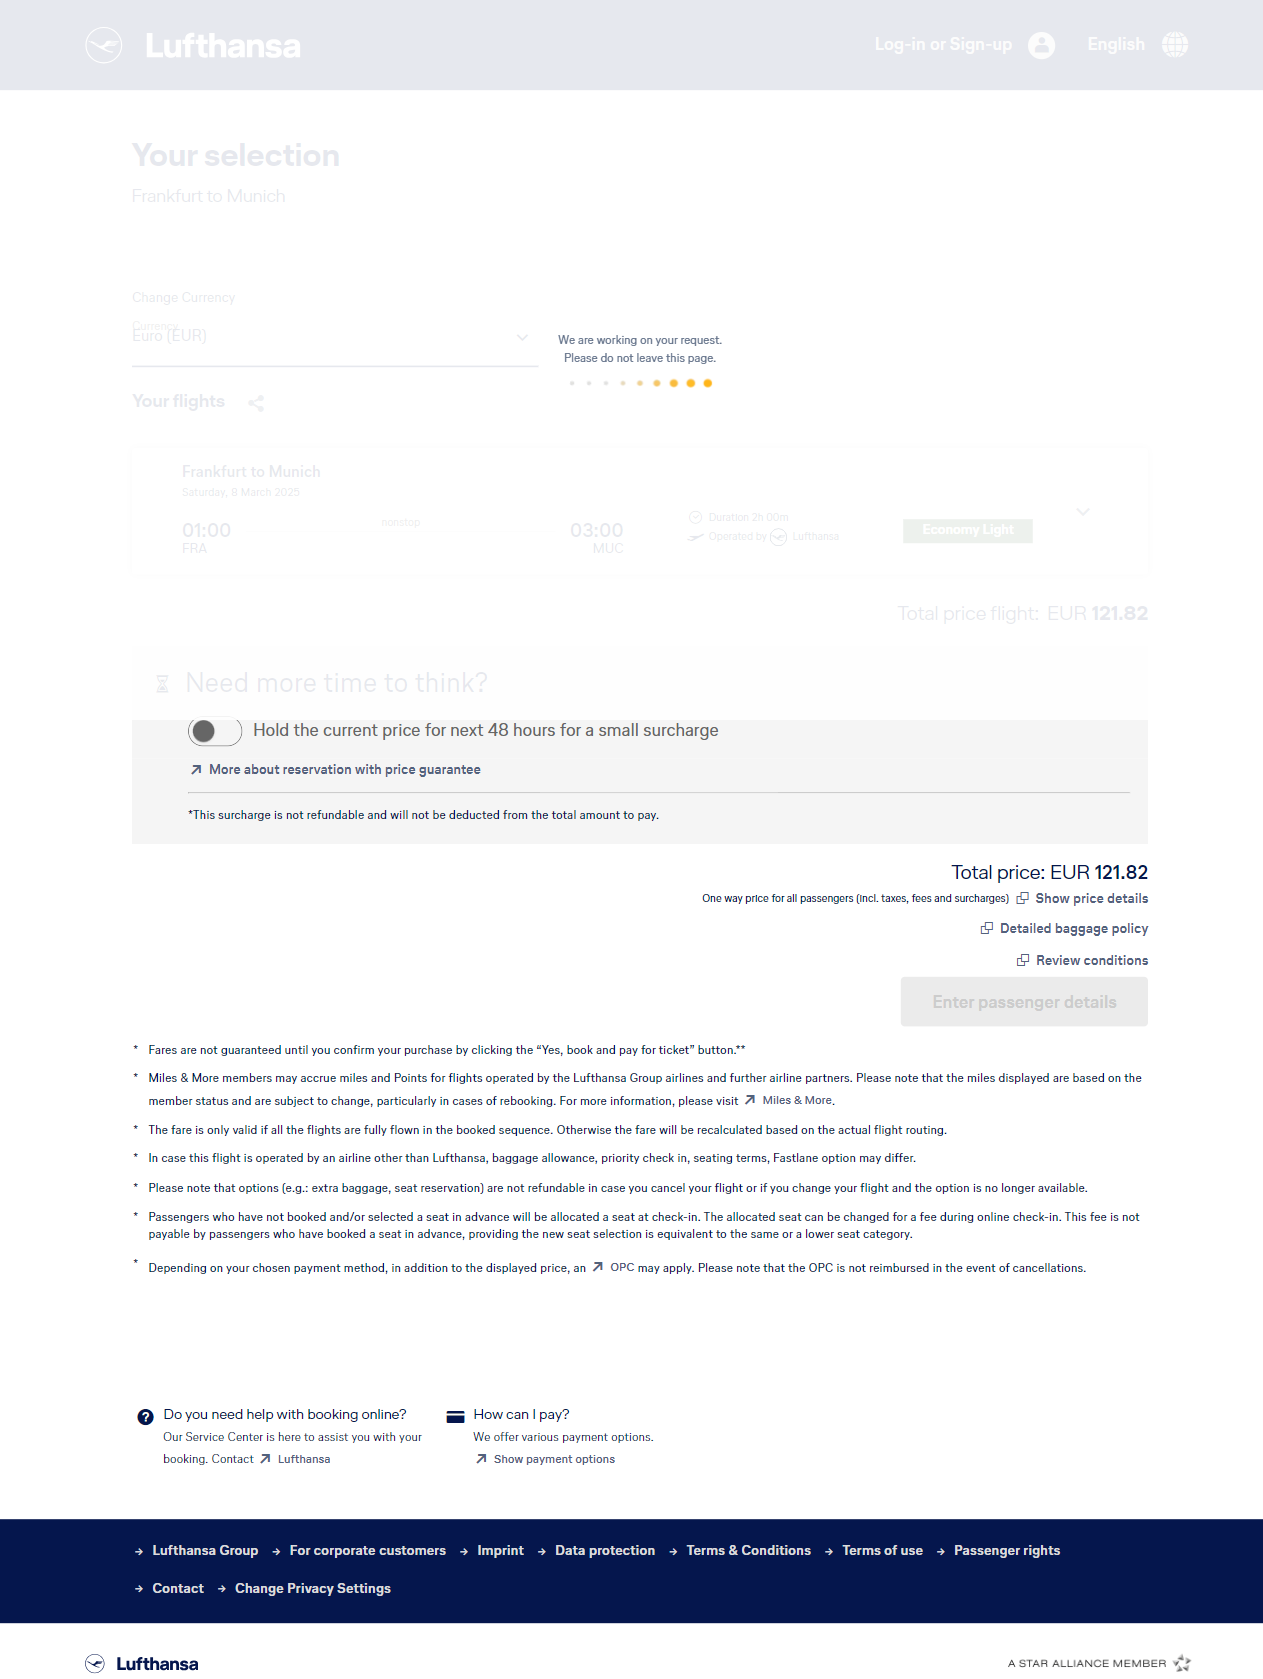 Lufthansa
Log-in or Sign-up
English
Your selection
Frankfurt to Munich
Change Currency
Currency
Euro (EUR)
We are working on your request.
Please do not leave this page.
Your flights
Frankfurt to Munich
Saturday, 8 March 2025
01:00
FRA
nonstop
03:00
MUC
Duration 2h 00m
Operated by Lufthansa
Economy Light
Total price flight: EUR 121.82
Need more time to think?
Hold the current price for next 48 hours for a small surcharge
More about reservation with price guarantee
*This surcharge is not refundable and will not be deducted from the total amount to pay.
Total price: EUR 121.82
One way price for all passengers (incl. taxes, fees and surcharges) Show price details
Detailed baggage policy
Review conditions
Enter passenger details
* Fares are not guaranteed until you confirm your purchase by clicking the “Yes, book and pay for ticket” button.**
* Miles & More members may accrue miles and Points for flights operated by the Lufthansa Group airlines and further airline partners. Please note that the miles displayed are based on the
member status and are subject to change, particularly in cases of rebooking. For more information, please visit Miles & More.
* The fare is only valid if all the flights are fully flown in the booked sequence. Otherwise the fare will be recalculated based on the actual flight routing.
* In case this flight is operated by an airline other than Lufthansa, baggage allowance, priority check in, seating terms, Fastlane option may differ.
* Please note that options (e.g.: extra baggage, seat reservation) are not refundable in case you cancel your flight or if you change your flight and the option is no longer available.
* Passengers who have not booked and/or selected a seat in advance will be allocated a seat at check-in. The allocated seat can be changed for a fee during online check-in. This fee is not
payable by passengers who have booked a seat in advance, providing the new seat selection is equivalent to the same or a lower seat category.
* Depending on your chosen payment method, in addition to the displayed price, an OPC may apply. Please note that the OPC is not reimbursed in the event of cancellations.
Do you need help with booking online?
Our Service Center is here to assist you with your
booking. Contact Lufthansa
How can I pay?
We offer various payment options.
Show payment options
Lufthansa Group For corporate customers Imprint Data protection Terms & Conditions Terms of use Passenger rights
Contact Change Privacy Settings
Lufthansa
A STAR ALLIANCE MEMBER